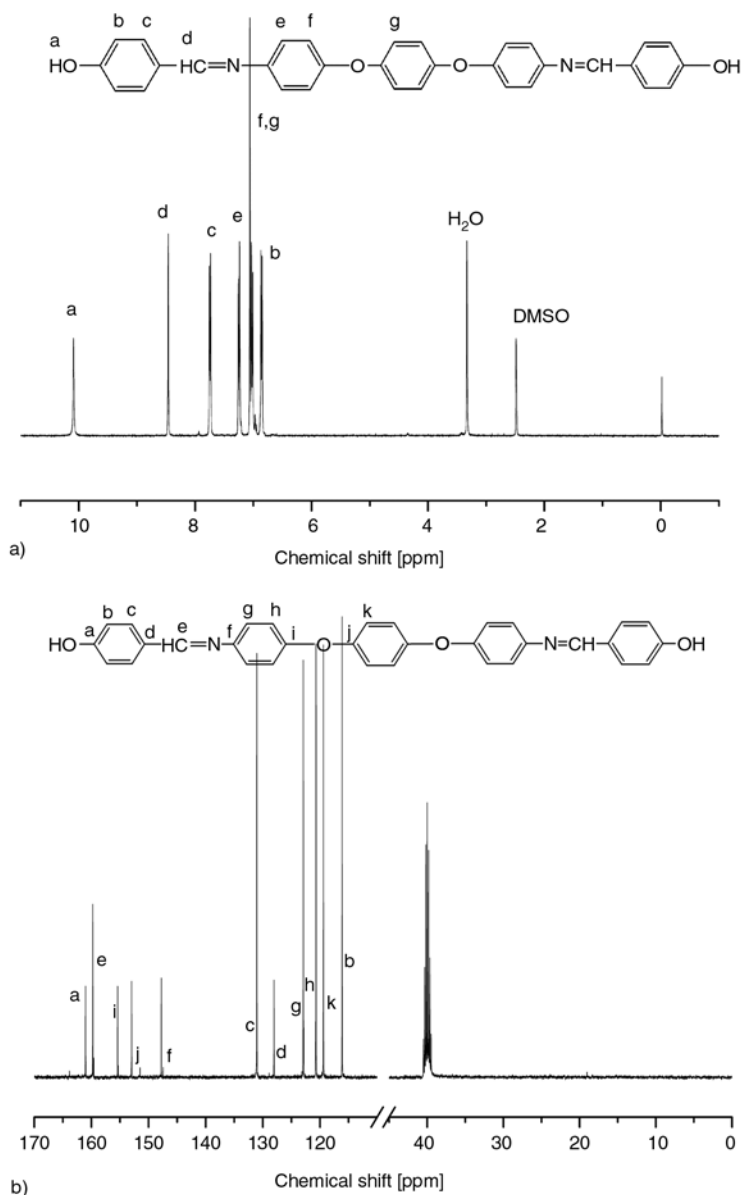 b c e f g
a d
HO HC=N O O N=CH OH
f,g
d H₂O
c e
b
a DMSO
10 8 6 4 2 0
a) Chemical shift [ppm]
b c g h k
a d e f i j
HO HC=N O O N=CH OH
e
a b
i h
c g k
j f d
170 160 150 140 130 120 40 30 20 10 0
b) Chemical shift [ppm]